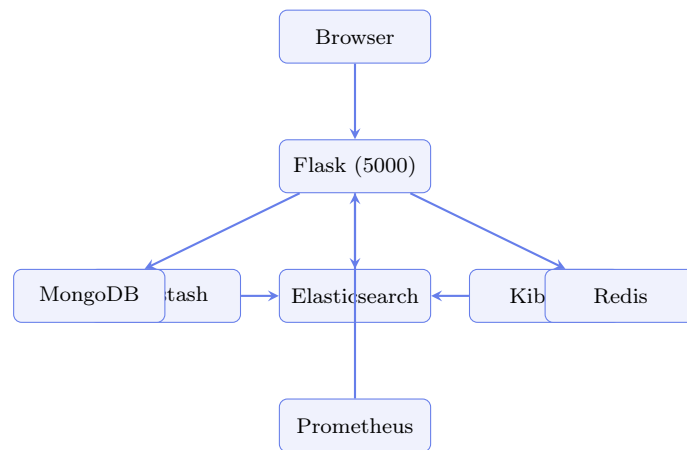 Browser
Flask (5000)
MongoDB
stash
Elasticsearch
Kib
Redis
Prometheus